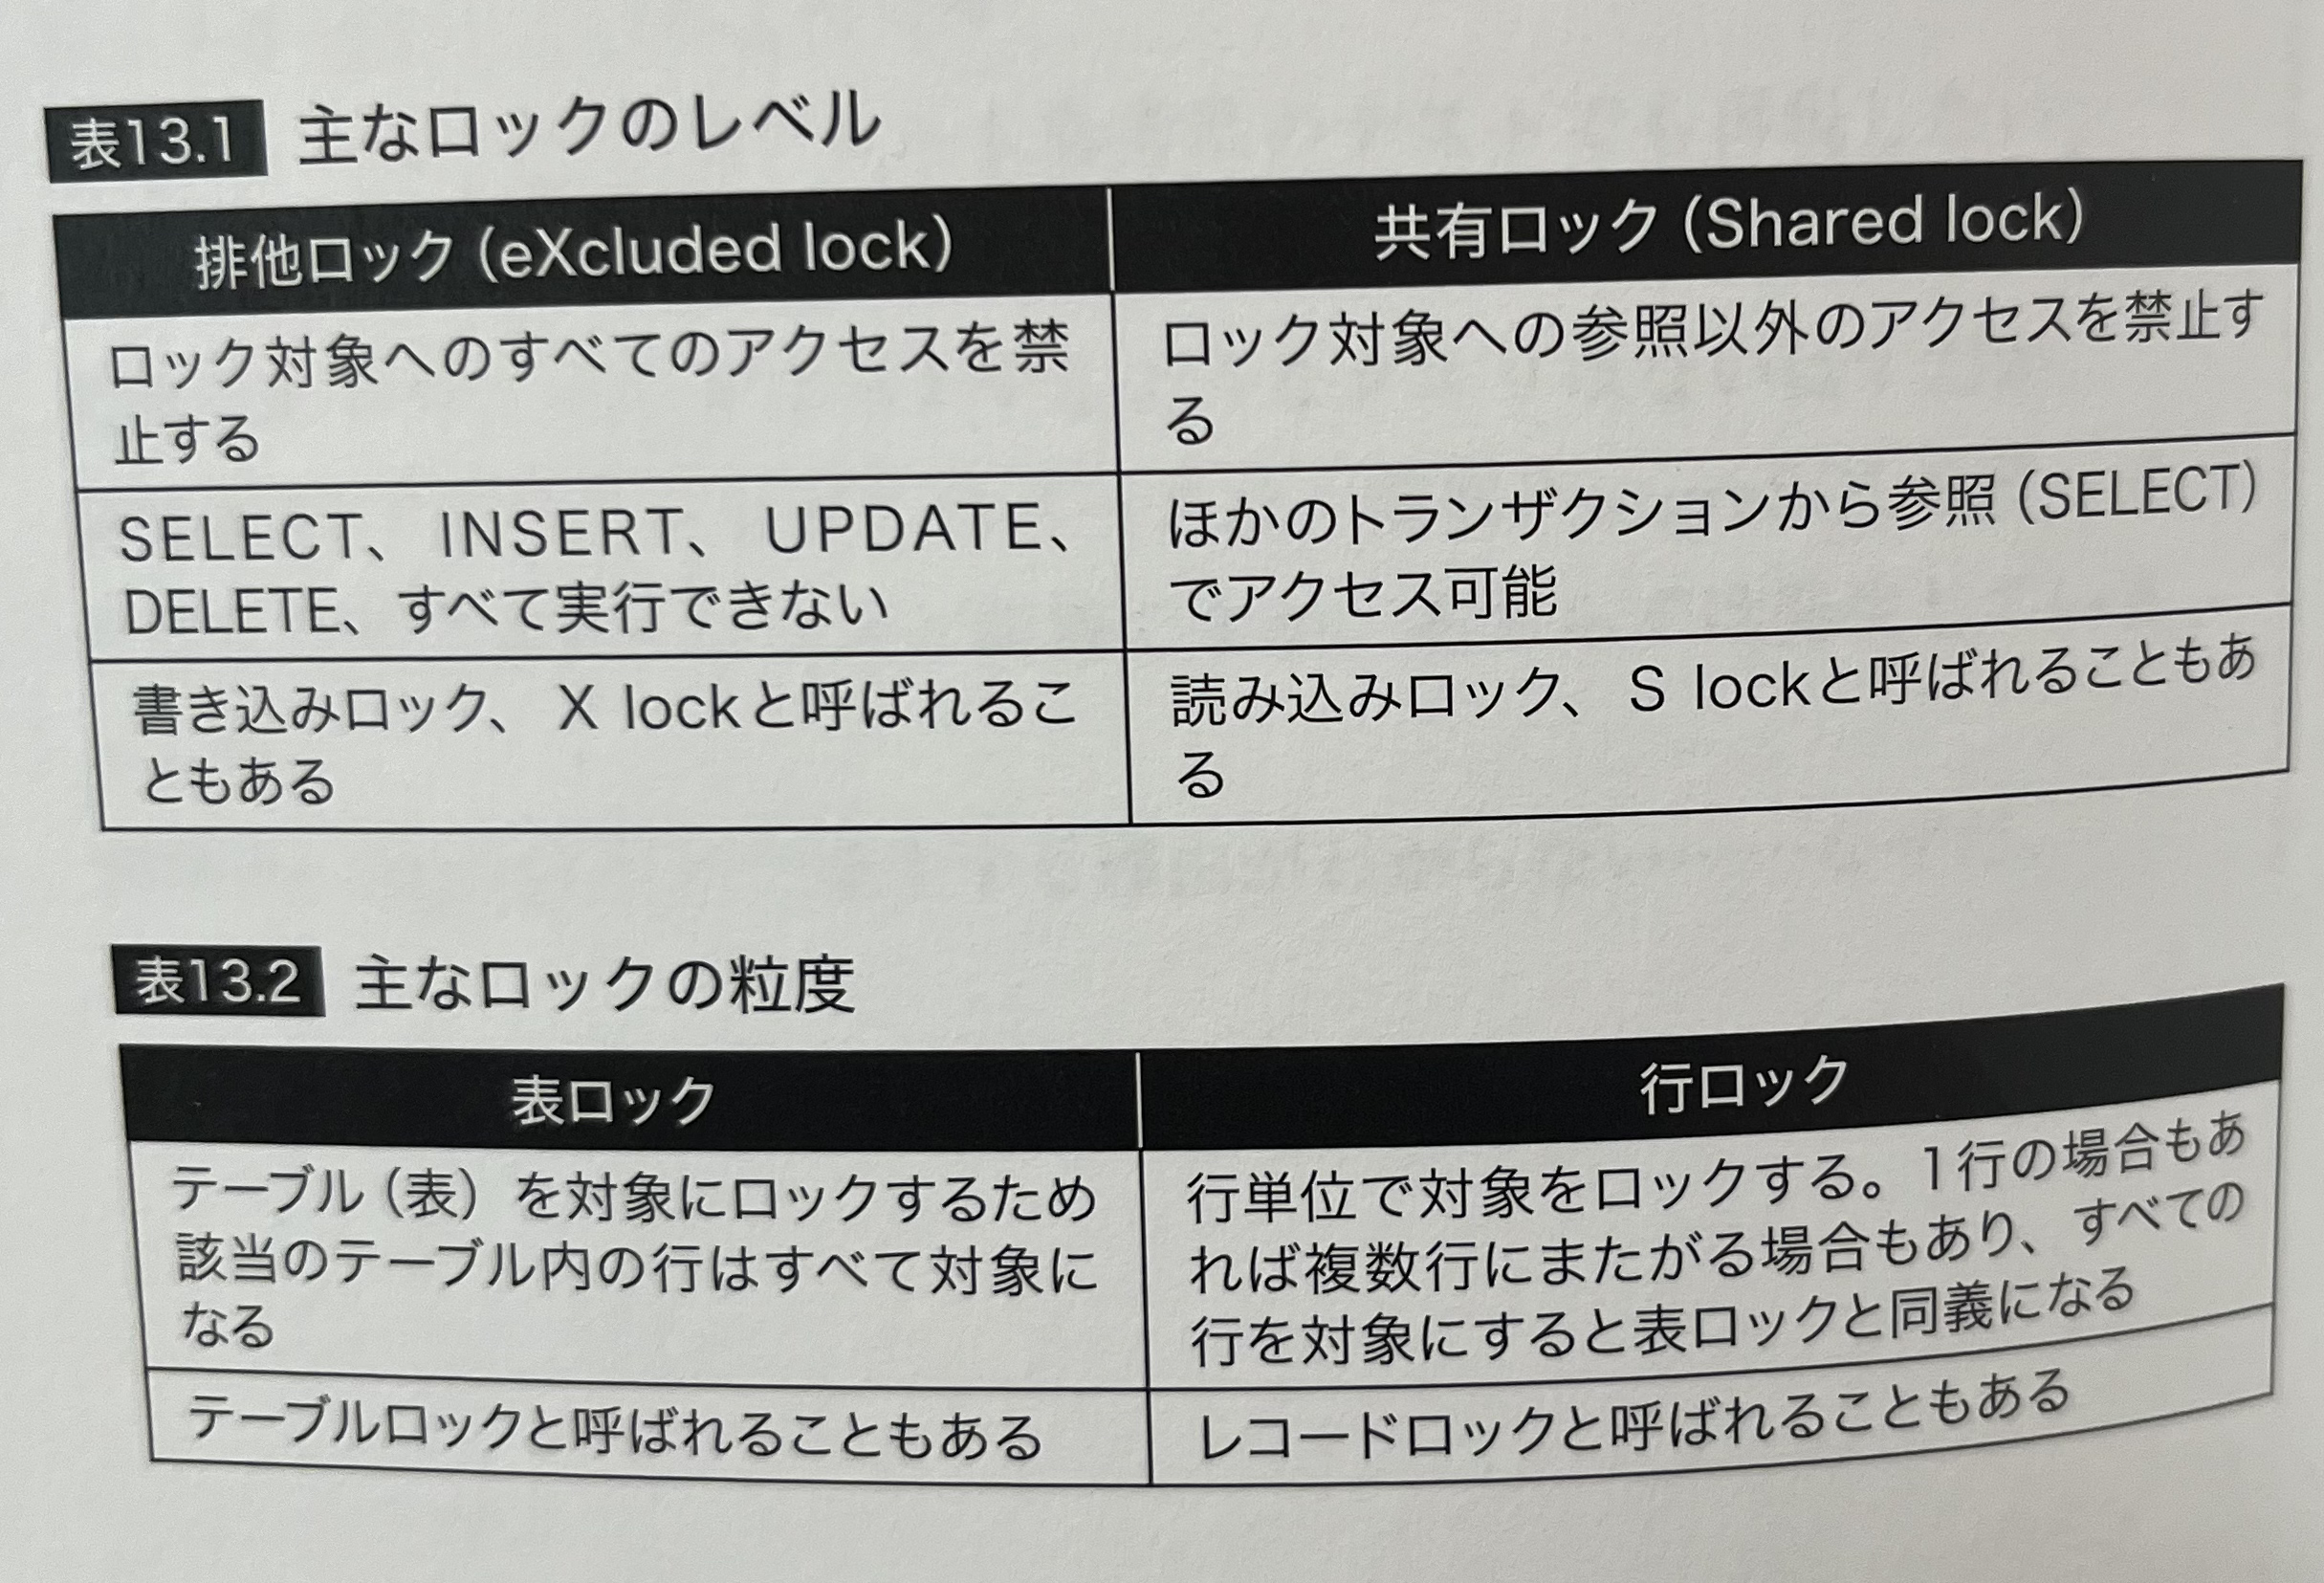 表13.1 主なロックのレベル
排他ロック（eXcluded lock）
共有ロック（Shared lock）
ロック対象へのすべてのアクセスを禁
止する
ロック対象への参照以外のアクセスを禁止す
る
SELECT、INSERT、UPDATE、
DELETE、すべて実行できない
ほかのトランザクションから参照（SELECT）
でアクセス可能
書き込みロック、X lockと呼ばれるこ
ともある
読み込みロック、S lockと呼ばれることもあ
る
表13.2 主なロックの粒度
表ロック
行ロック
テーブル（表）を対象にロックするため
該当のテーブル内の行はすべて対象に
なる
行単位で対象をロックする。1行の場合もあ
れば複数行にまたがる場合もあり、すべての
行を対象にすると表ロックと同義になる
テーブルロックと呼ばれることもある
レコードロックと呼ばれることもある